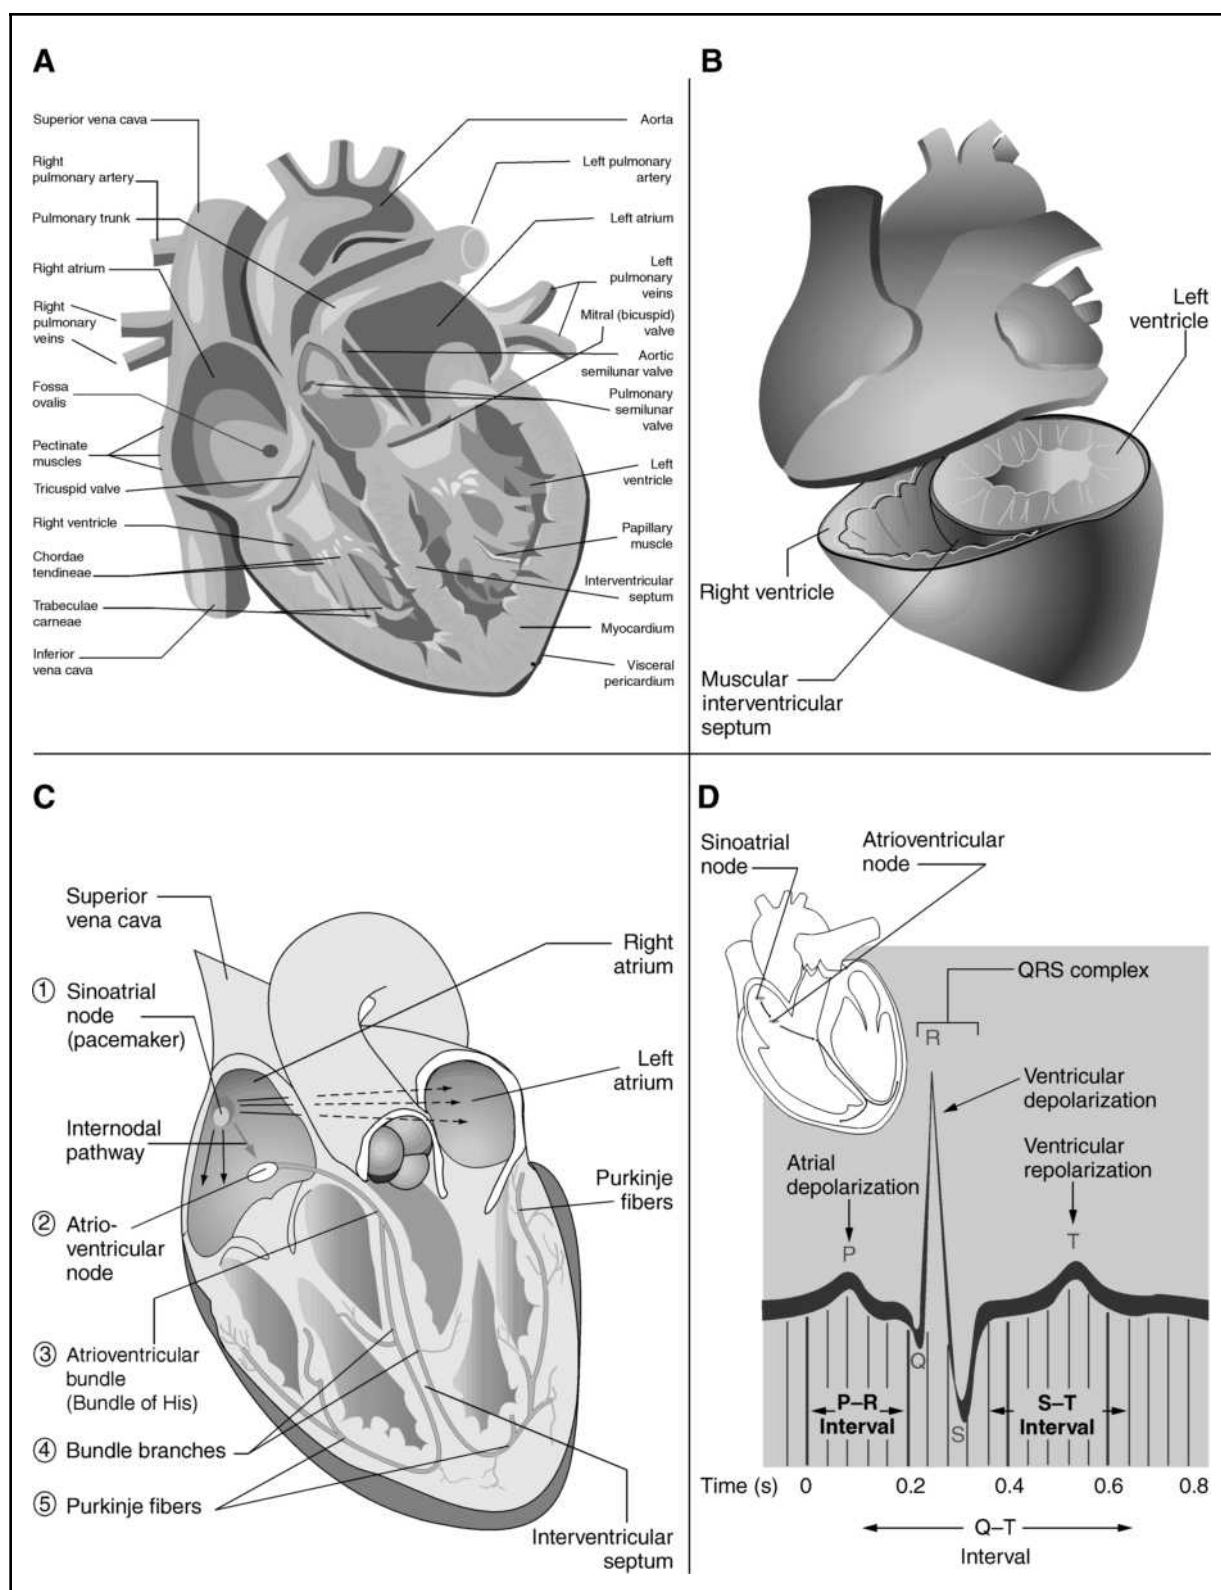 A
Superior vena cava
Right
pulmonary artery
Pulmonary trunk
Right atrium
Right
pulmonary
veins
Fossa
ovalis
Pectinate
muscles
Tricuspid valve
Right ventricle
Chordae
tendineae
Trabeculae
carneae
Inferior
vena cava
Aorta
Left pulmonary
artery
Left atrium
Left
pulmonary
veins
Mitral (bicuspid)
valve
Aortic
semilunar valve
Pulmonary
semilunar
valve
Left
ventricle
Papillary
muscle
Interventricular
septum
Myocardium
Visceral
pericardium
B
Left
ventricle
Right ventricle
Muscular
interventricular
septum
C
Superior
vena cava
① Sinoatrial
node
(pacemaker)
Internodal
pathway
② Atrio-
ventricular
node
③ Atrioventricular
bundle
(Bundle of His)
④ Bundle branches
⑤ Purkinje fibers
Right
atrium
Left
atrium
Purkinje
fibers
Interventricular
septum
D
Sinoatrial
node
Atrioventricular
node
QRS complex
R
Ventricular
depolarization
Atrial
depolarization
Ventricular
repolarization
P
T
Q
S
P–R
Interval
S–T
Interval
Time (s) 0 0.2 0.4 0.6 0.8
Q–T
Interval